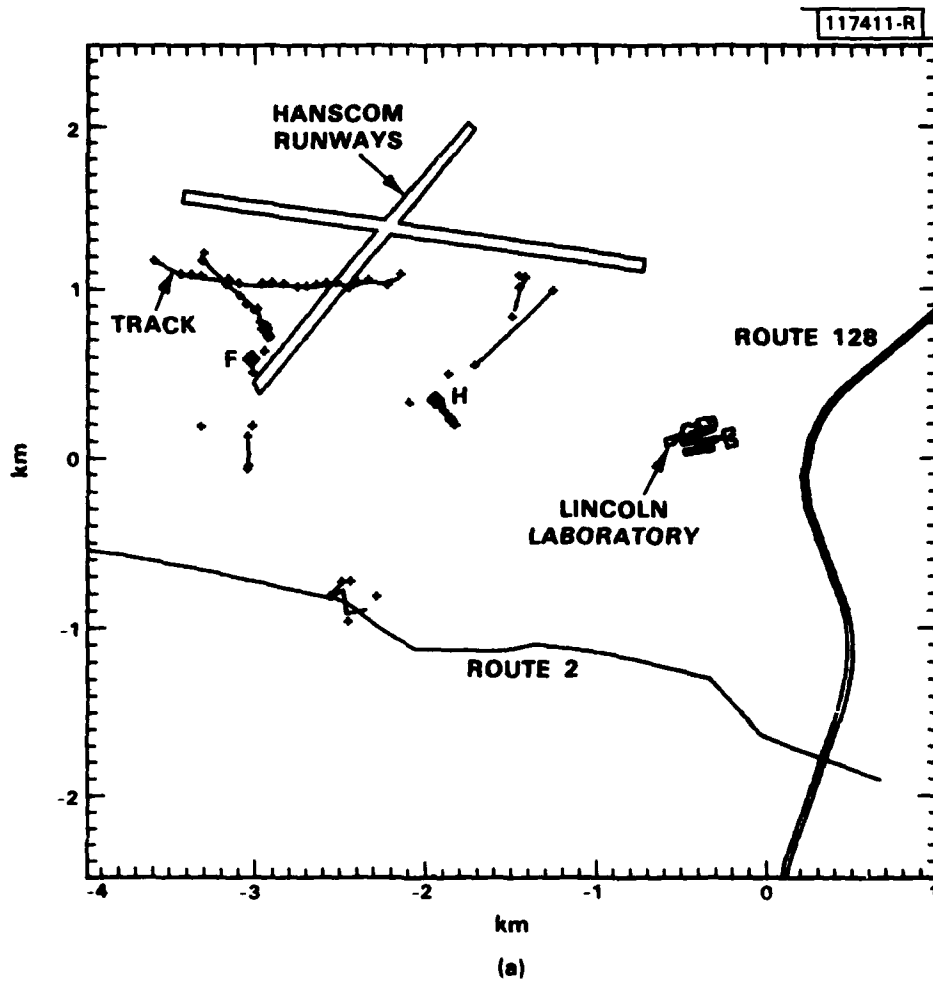 117411-R
HANSCOM
RUNWAYS
2
1
TRACK
F
H
ROUTE 128
km
0
LINCOLN
LABORATORY
-1
ROUTE 2
-2
-4 -3 -2 -1 0 1
km
(a)